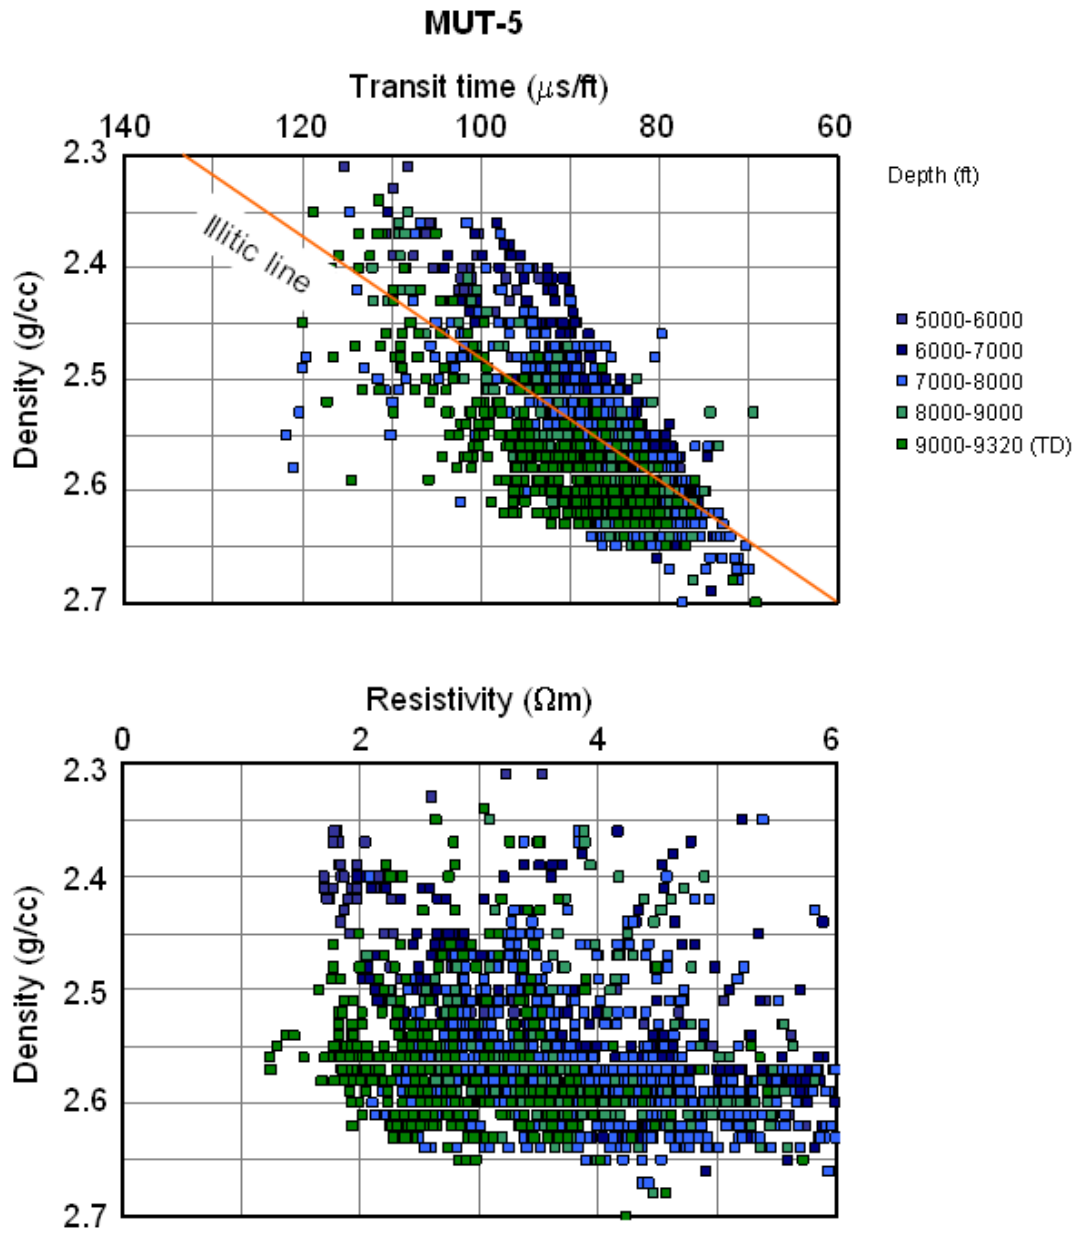 MUT-5
Transit time (μs/ft)
140 120 100 80 60
Depth (ft)
Density (g/cc)
2.3
2.4
2.5
2.6
2.7
Illitic line
5000-6000
6000-7000
7000-8000
8000-9000
9000-9320 (TD)
Resistivity (Ωm)
0 2 4 6
Density (g/cc)
2.3
2.4
2.5
2.6
2.7